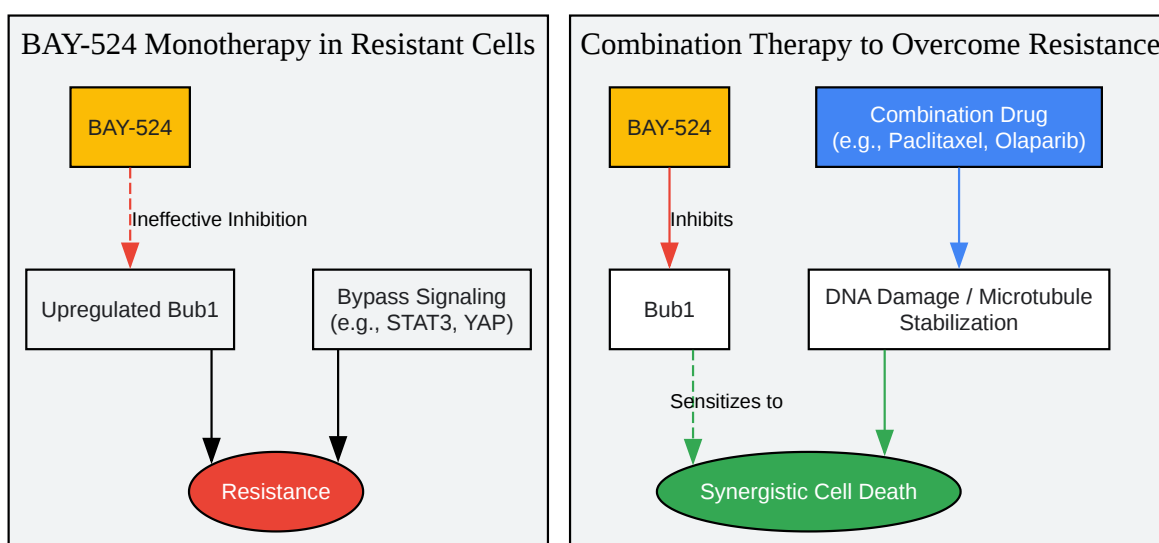 BAY-524 Monotherapy in Resistant Cells
BAY-524
Ineffective Inhibition
Upregulated Bub1
Bypass Signaling
(e.g., STAT3, YAP)
Resistance
Combination Therapy to Overcome Resistance
BAY-524
Combination Drug
(e.g., Paclitaxel, Olaparib)
Inhibits
Bub1
DNA Damage / Microtubule
Stabilization
Sensitizes to
Synergistic Cell Death